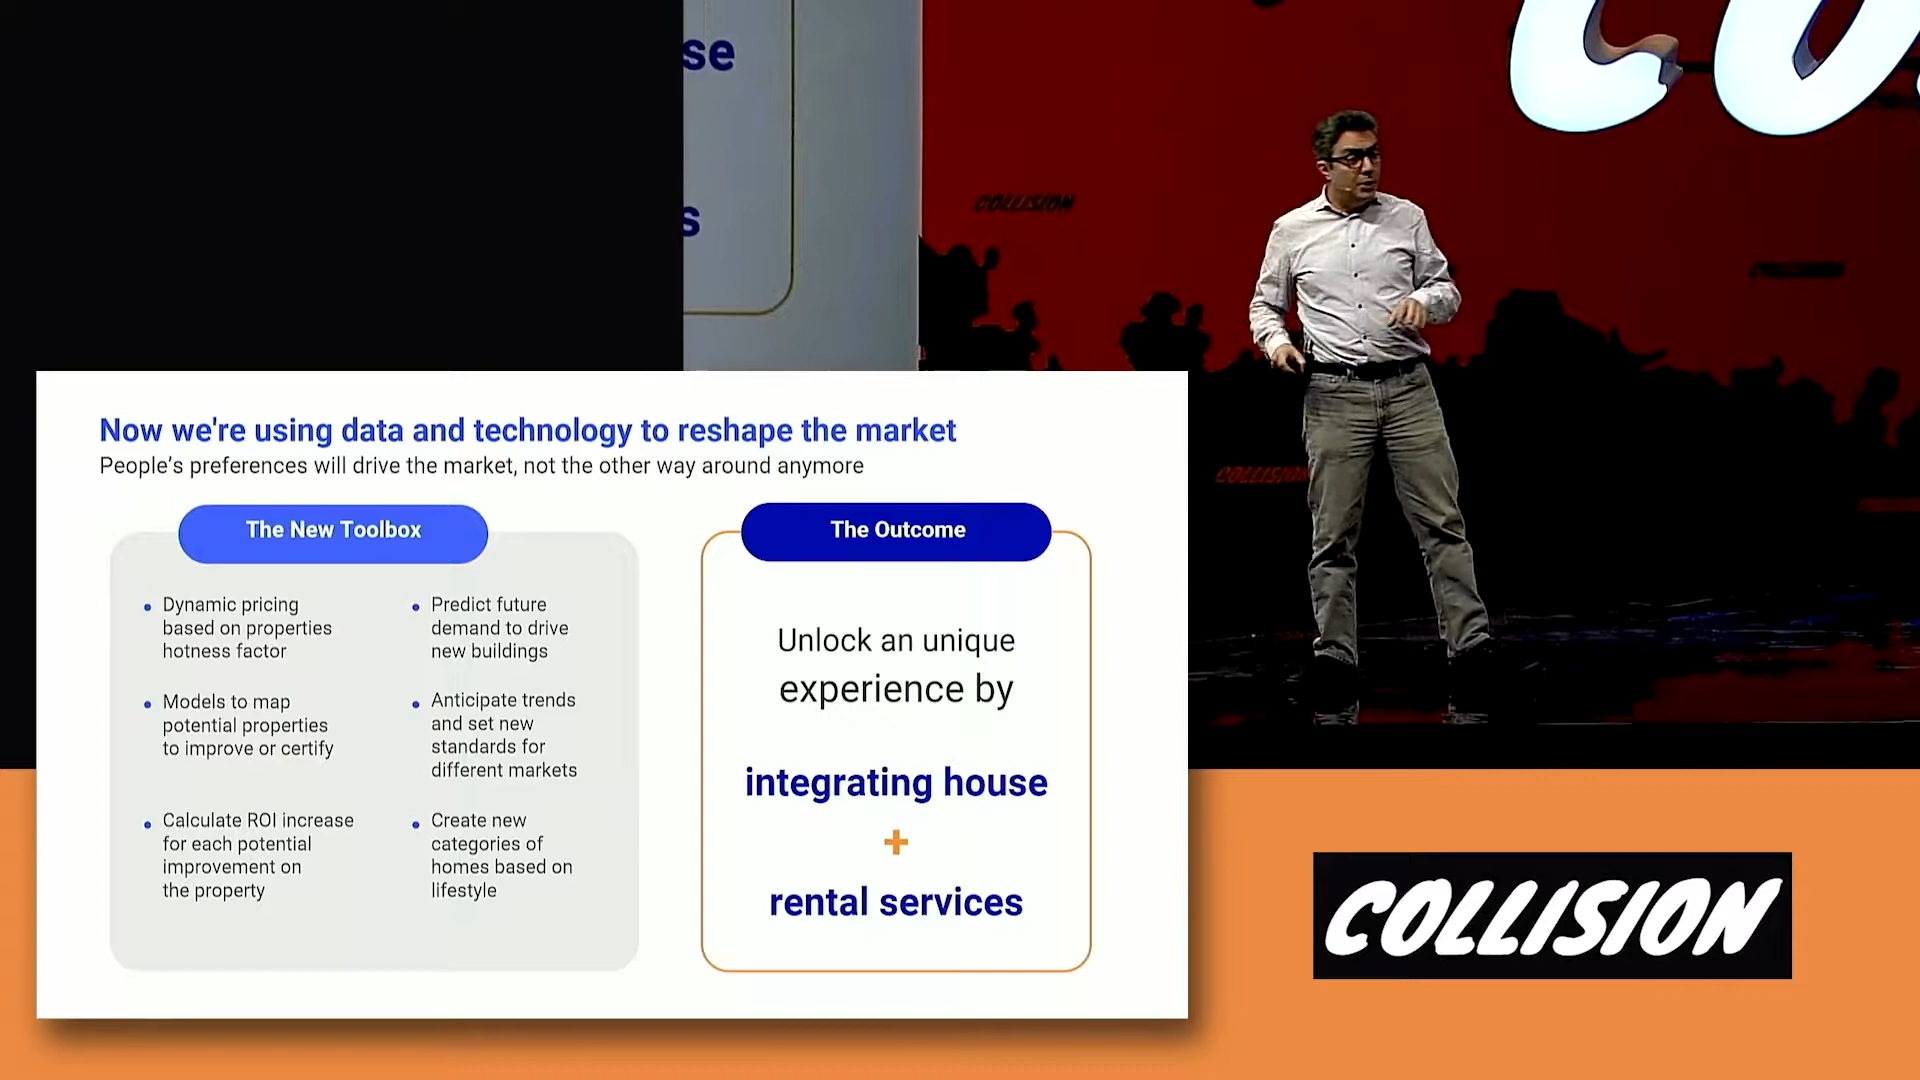 se
s
CO
COLLISION
COLLISION
Now we're using data and technology to reshape the market
People's preferences will drive the market, not the other way around anymore
The New Toolbox
Dynamic pricing
based on properties
hotness factor
Models to map
potential properties
to improve or certify
Calculate ROI increase
for each potential
improvement on
the property
Predict future
demand to drive
new buildings
Anticipate trends
and set new
standards for
different markets
Create new
categories of
homes based on
lifestyle
The Outcome
Unlock an unique
experience by
integrating house
+
rental services
COLLISION